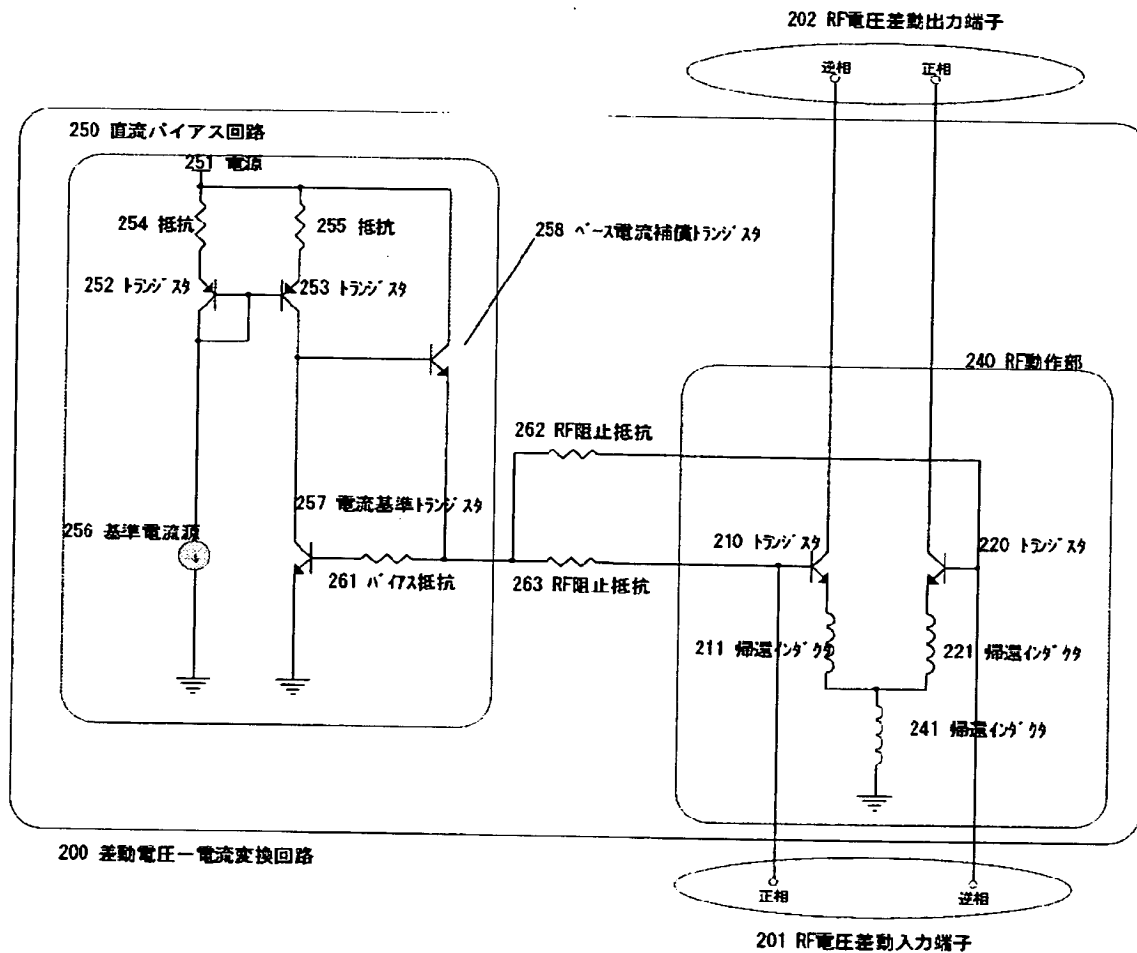 202 RF電圧差動出力端子
逆相
正相
250 直流バイアス回路
251 電源
254 抵抗
255 抵抗
258 ベース電流補償トランジスタ
252 トランジスタ
253 トランジスタ
240 RF動作部
262 RF阻止抵抗
257 電流基準トランジスタ
256 基準電流源
210 トランジスタ
220 トランジスタ
261 バイアス抵抗
263 RF阻止抵抗
211 帰還インダクタ
221 帰還インダクタ
241 帰還インダクタ
200 差動電圧ー電流変換回路
正相
逆相
201 RF電圧差動入力端子